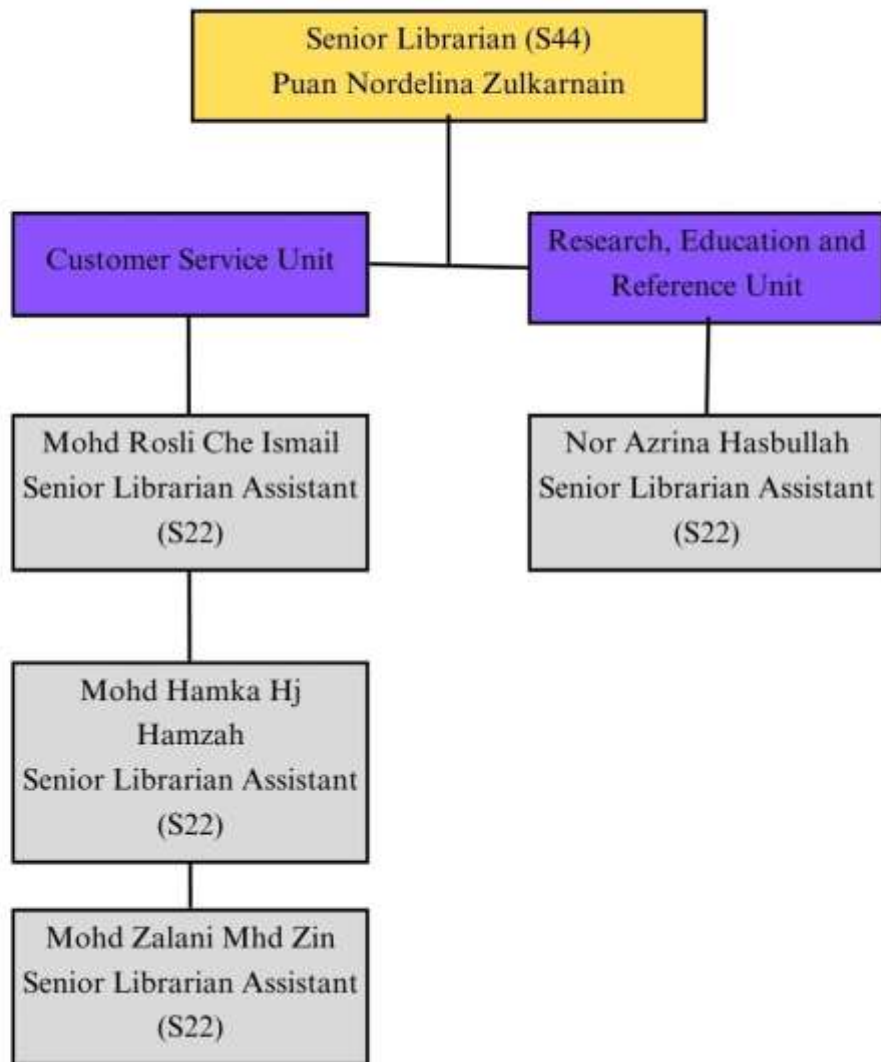 Senior Librarian (S44)
Puan Nordelina Zulkarnain
Customer Service Unit
Research, Education and
Reference Unit
Mohd Rosli Che Ismail
Senior Librarian Assistant
(S22)
Nor Azrina Hasbullah
Senior Librarian Assistant
(S22)
Mohd Hamka Hj
Hamzah
Senior Librarian Assistant
(S22)
Mohd Zalani Mhd Zin
Senior Librarian Assistant
(S22)